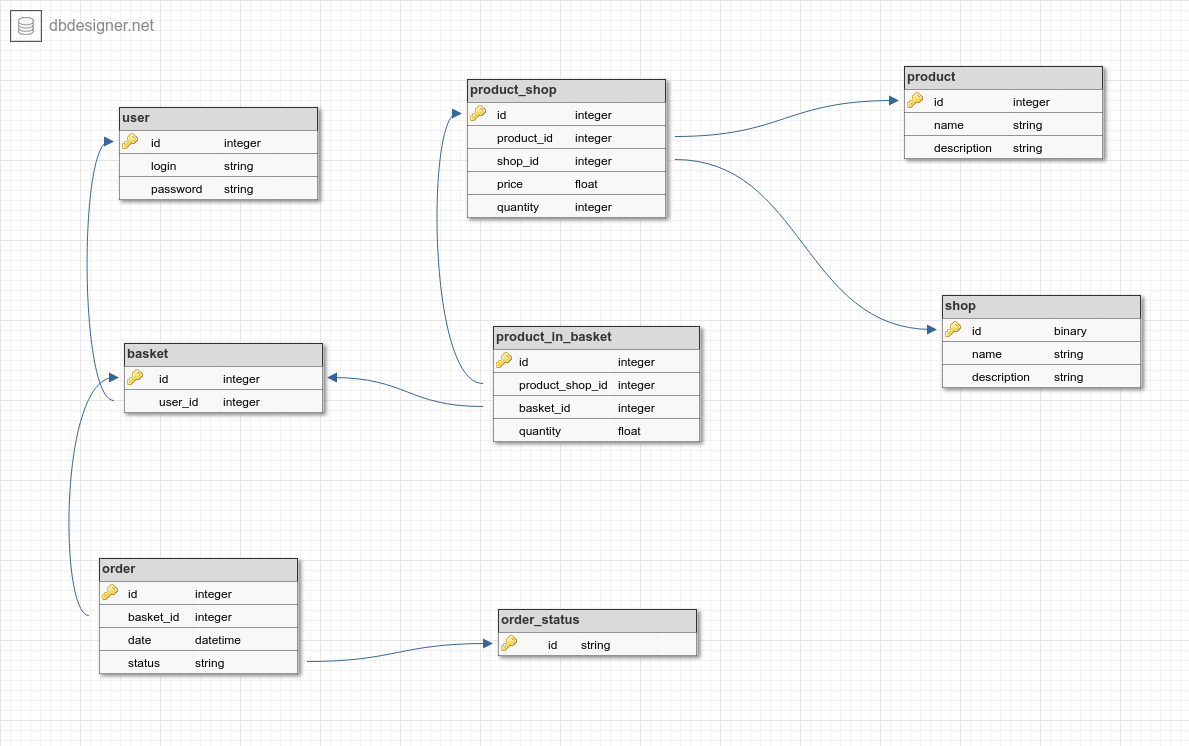 dbdesigner.net
user
id integer
login string
password string
product_shop
id integer
product_id integer
shop_id integer
price float
quantity integer
product
id integer
name string
description string
shop
id binary
name string
description string
basket
id integer
user_id integer
product_in_basket
id integer
product_shop_id integer
basket_id integer
quantity float
order
id integer
basket_id integer
date datetime
status string
order_status
id string